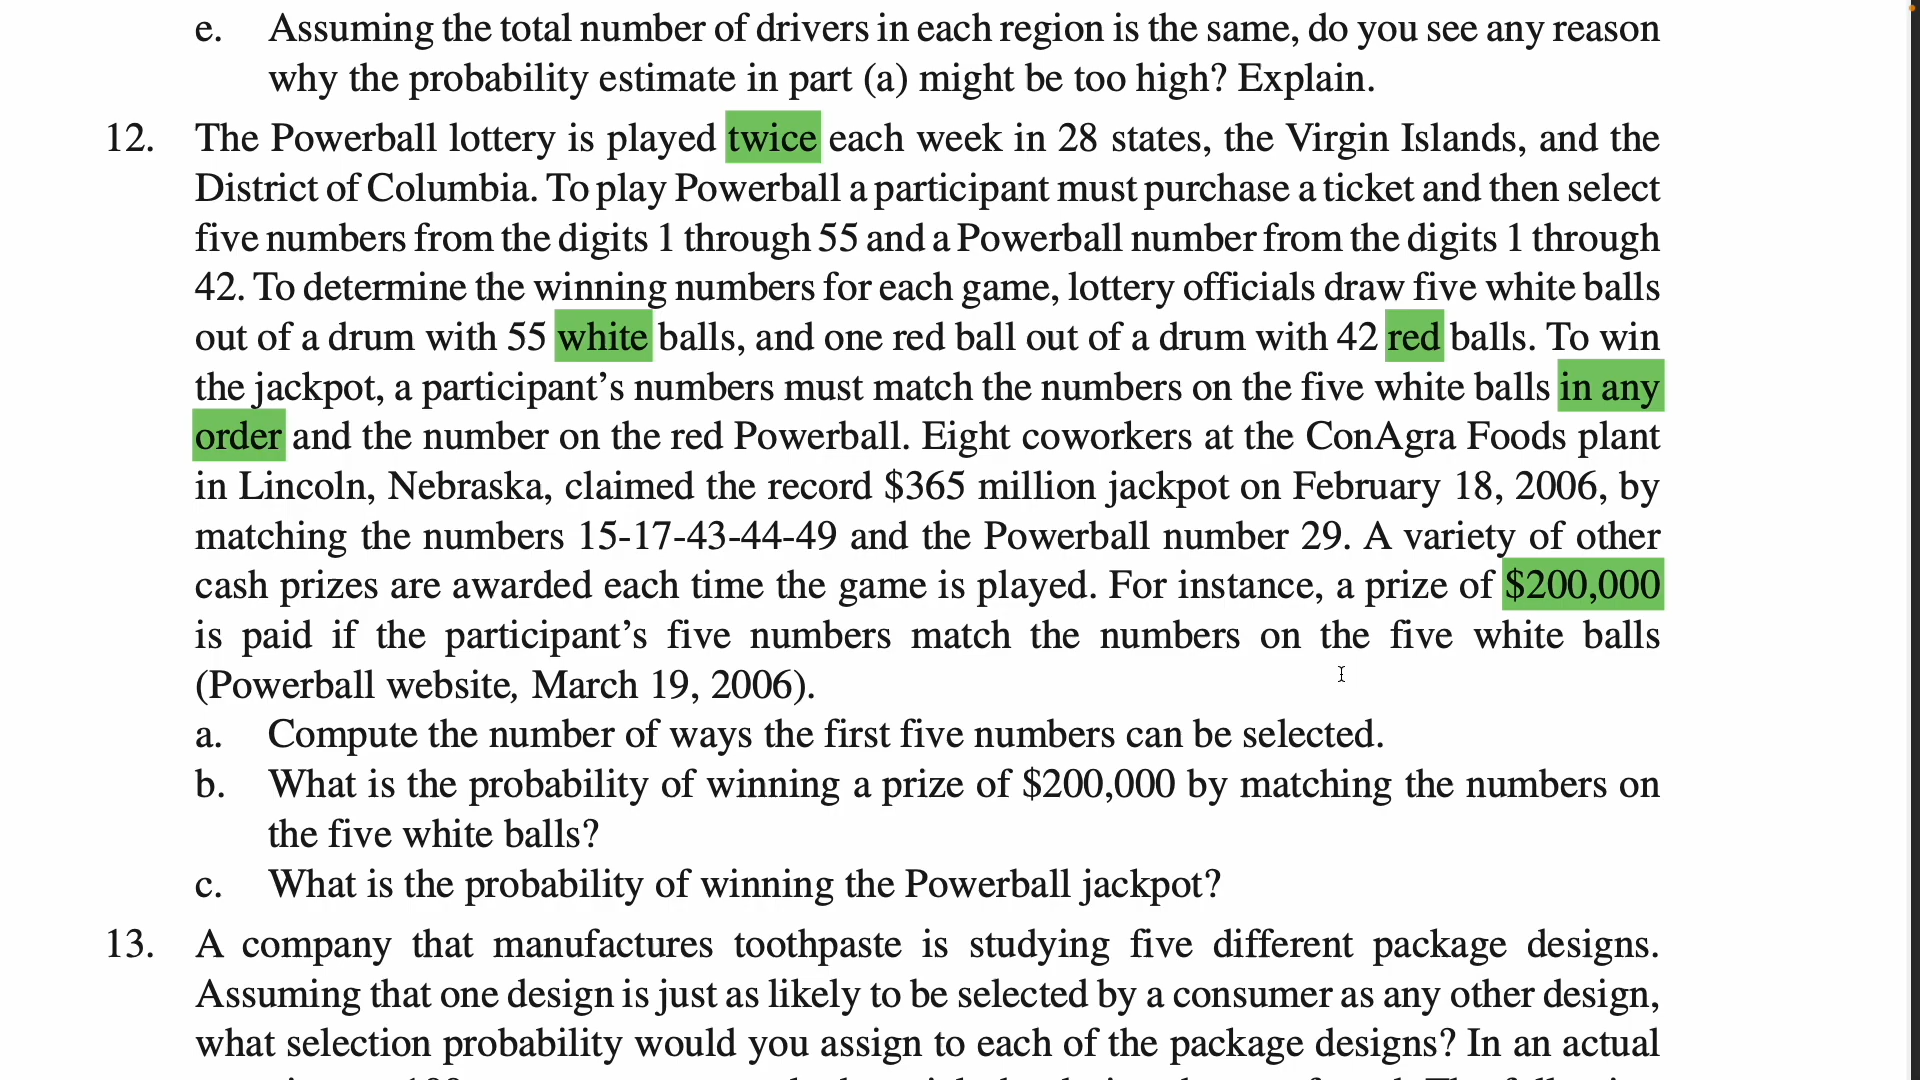 e. Assuming the total number of drivers in each region is the same, do you see any reason
why the probability estimate in part (a) might be too high? Explain.
12. The Powerball lottery is played twice each week in 28 states, the Virgin Islands, and the
District of Columbia. To play Powerball a participant must purchase a ticket and then select
five numbers from the digits 1 through 55 and a Powerball number from the digits 1 through
42. To determine the winning numbers for each game, lottery officials draw five white balls
out of a drum with 55 white balls, and one red ball out of a drum with 42 red balls. To win
the jackpot, a participant’s numbers must match the numbers on the five white balls in any
order and the number on the red Powerball. Eight coworkers at the ConAgra Foods plant
in Lincoln, Nebraska, claimed the record $365 million jackpot on February 18, 2006, by
matching the numbers 15-17-43-44-49 and the Powerball number 29. A variety of other
cash prizes are awarded each time the game is played. For instance, a prize of $200,000
is paid if the participant’s five numbers match the numbers on the five white balls
(Powerball website, March 19, 2006).
a. Compute the number of ways the first five numbers can be selected.
b. What is the probability of winning a prize of $200,000 by matching the numbers on
the five white balls?
c. What is the probability of winning the Powerball jackpot?
13. A company that manufactures toothpaste is studying five different package designs.
Assuming that one design is just as likely to be selected by a consumer as any other design,
what selection probability would you assign to each of the package designs? In an actual